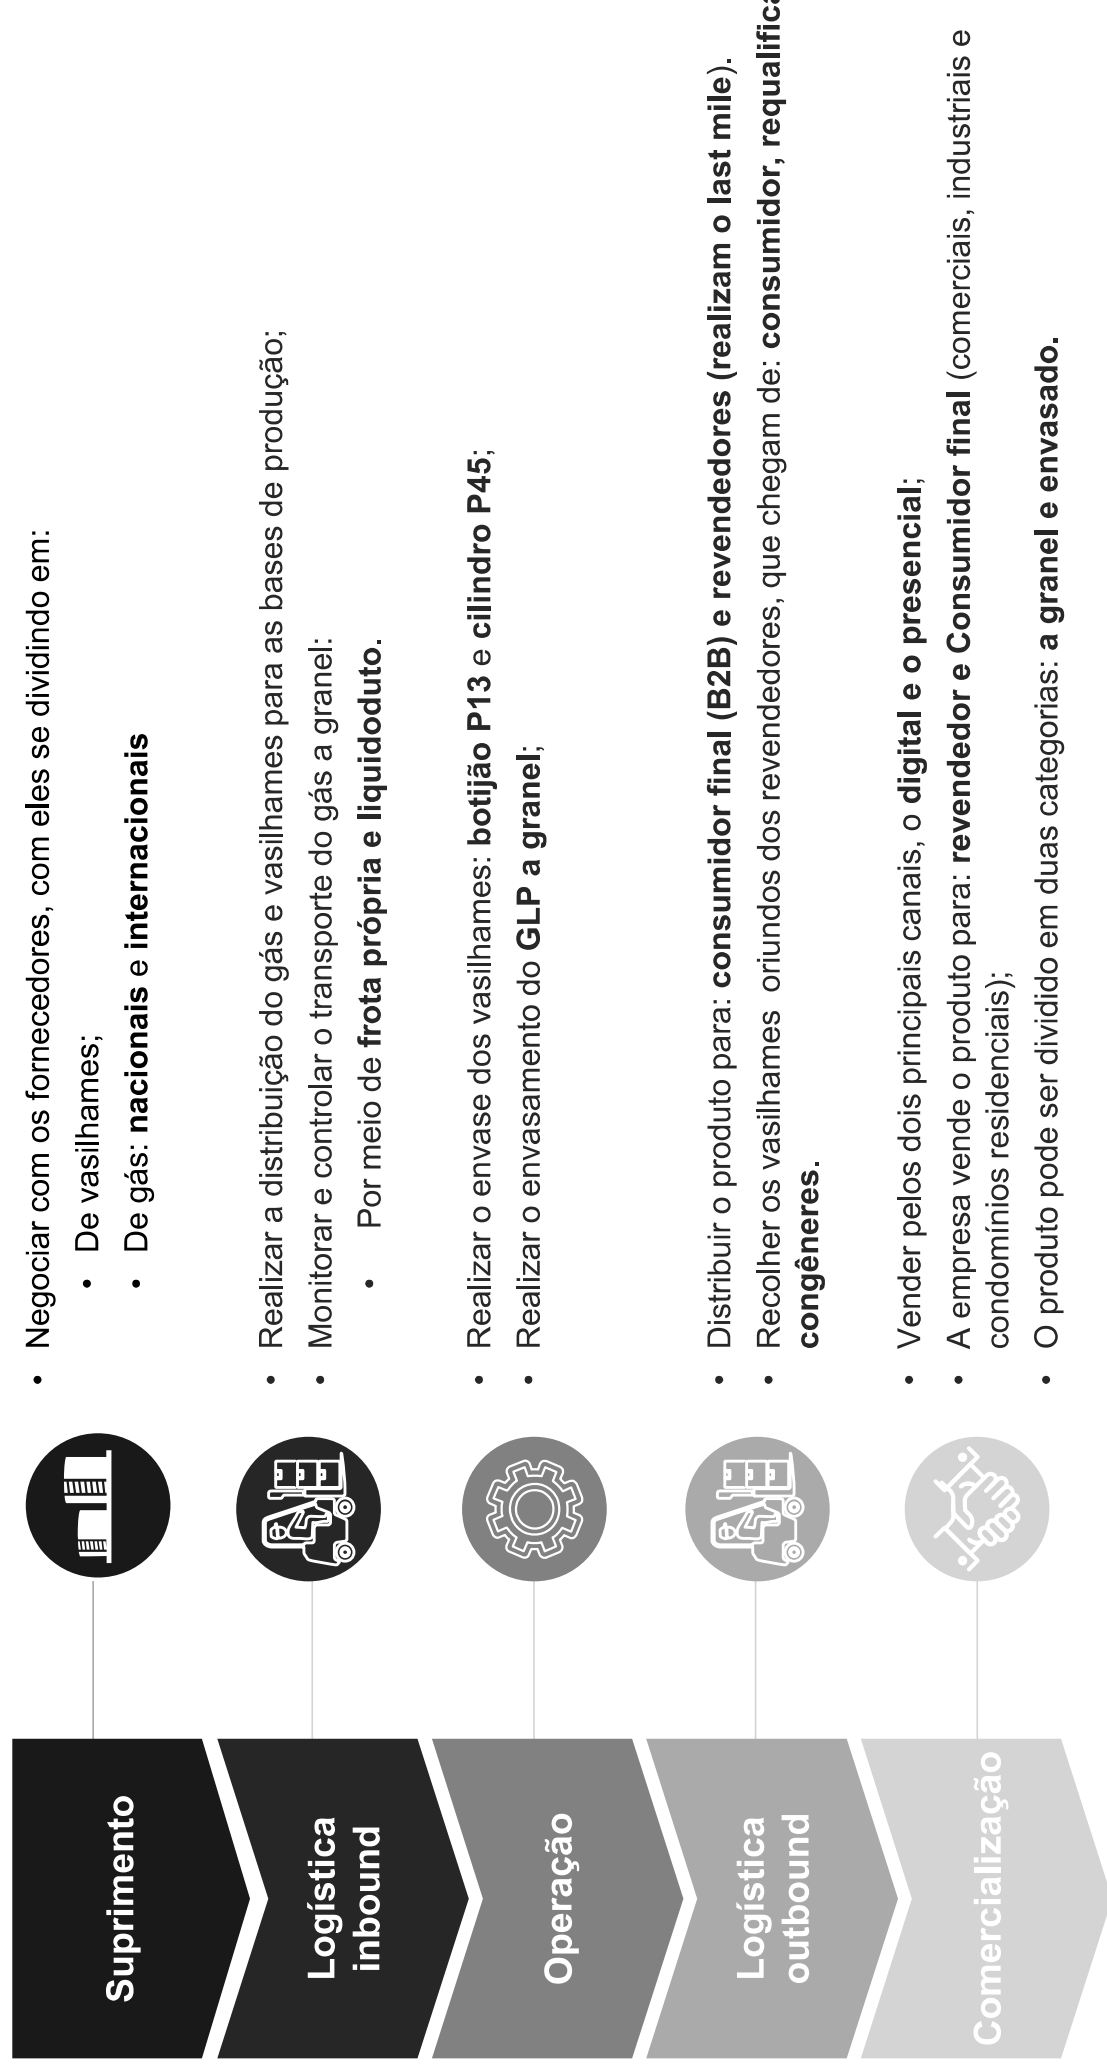 Suprimento
• Negociar com os fornecedores, com eles se dividindo em:
• De vasilhames;
• De gás: nacionais e internacionais
Logística
inbound
• Realizar a distribuição do gás e vasilhames para as bases de produção;
• Monitorar e controlar o transporte do gás a granel:
• Por meio de frota própria e liquidoduto.
Operação
• Realizar o envase dos vasilhames: botijão P13 e cilindro P45;
• Realizar o envasamento do GLP a granel;
Logística
outbound
• Distribuir o produto para: consumidor final (B2B) e revendedores (realizam o last mile).
• Recolher os vasilhames oriundos dos revendedores, que chegam de: consumidor, requalifica
congêneres.
Comercialização
• Vender pelos dois principais canais, o digital e o presencial;
• A empresa vende o produto para: revendedor e Consumidor final (comerciais, industriais e
condomínios residenciais);
• O produto pode ser dividido em duas categorias: a granel e envasado.